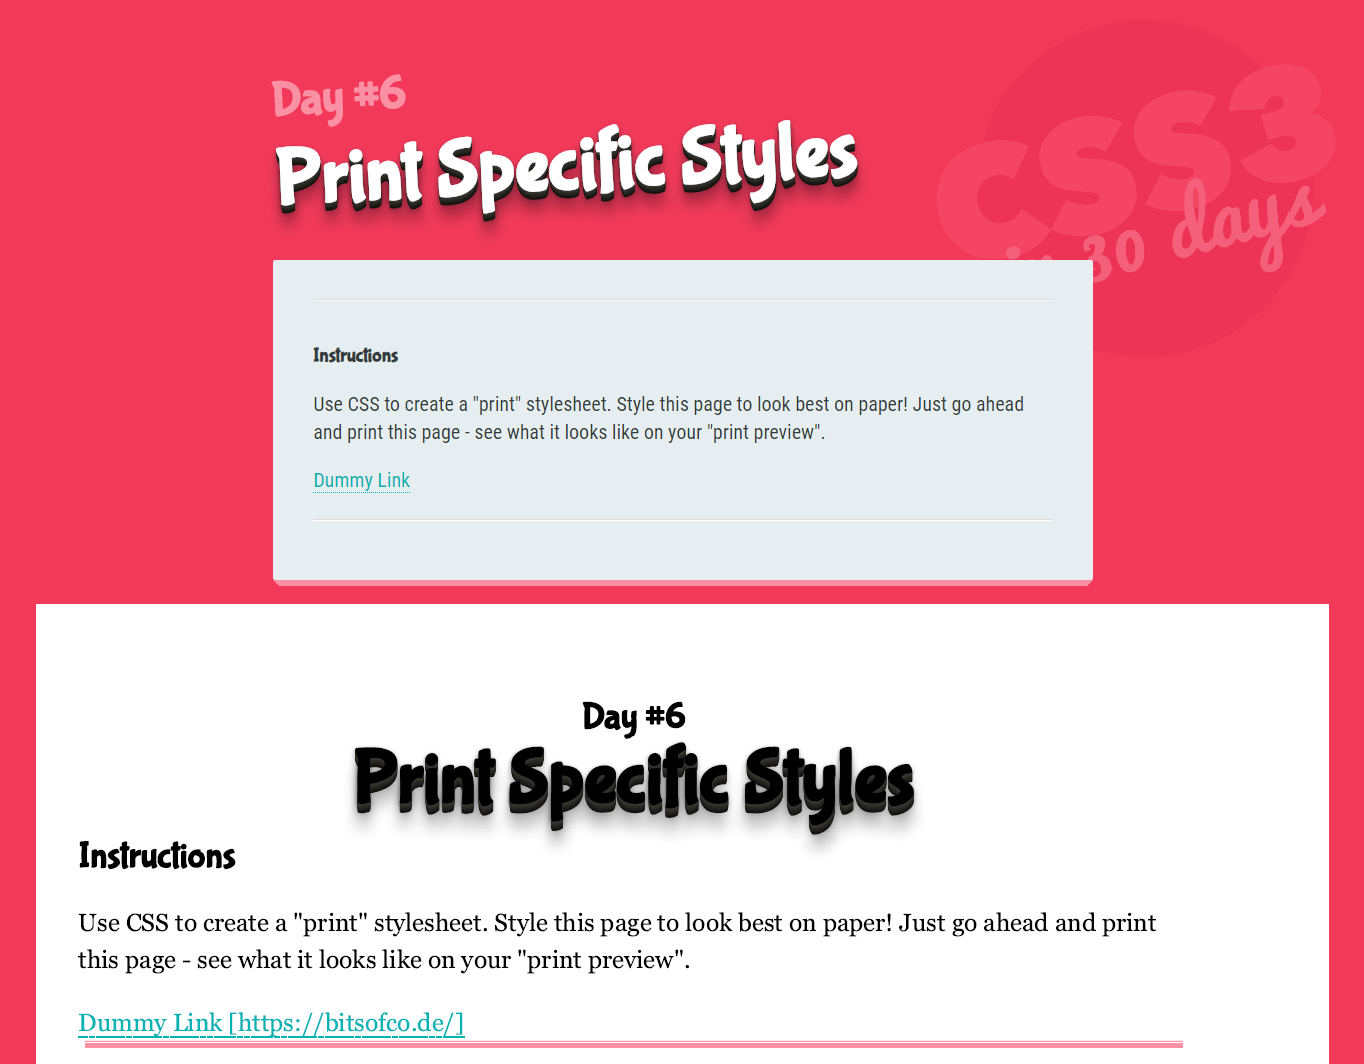 Day #6
Print Specific Styles
CSS3
in 30 days
Instructions
Use CSS to create a "print" stylesheet. Style this page to look best on paper! Just go ahead
and print this page - see what it looks like on your "print preview".
Dummy Link
Day #6
Print Specific Styles
Instructions
Use CSS to create a "print" stylesheet. Style this page to look best on paper! Just go ahead and print
this page - see what it looks like on your "print preview".
Dummy Link [https://bitsofco.de/]